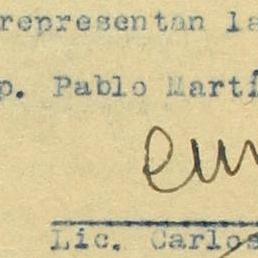 representan la
p. Pablo Martí
Lic. Carlos